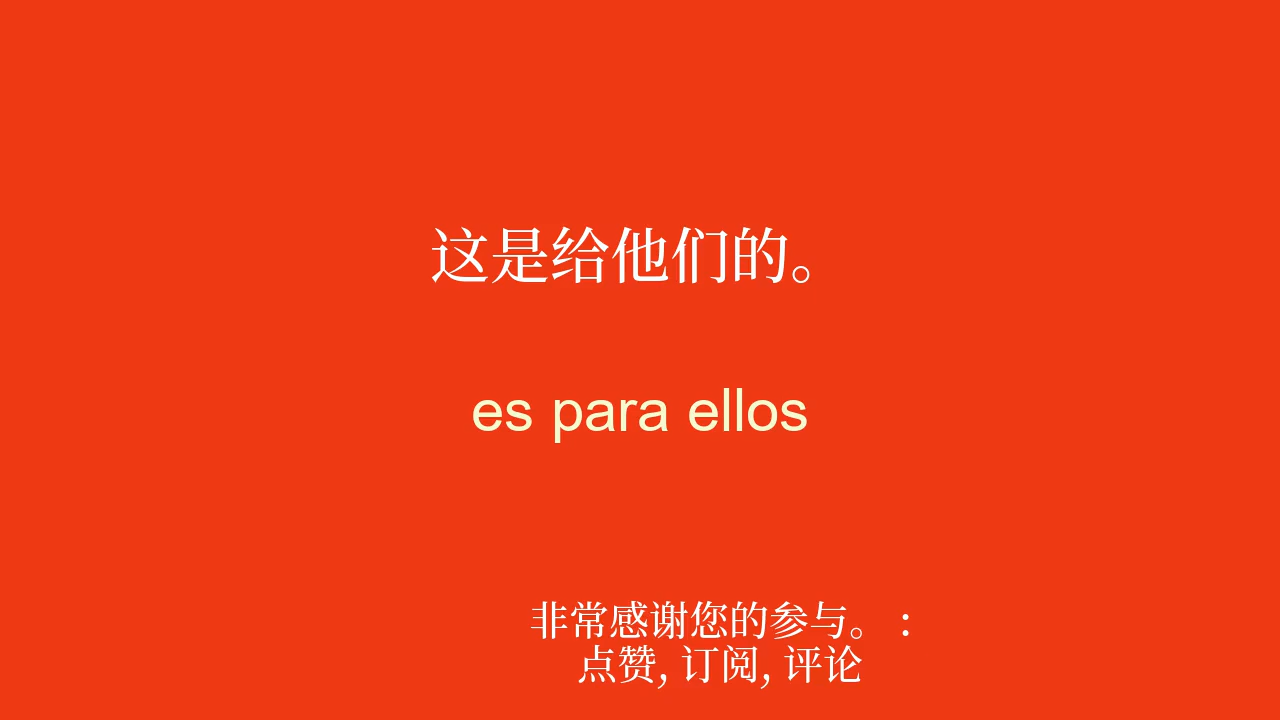 这是给他们的。
es para ellos
非常感谢您的参与。 :
点赞, 订阅, 评论